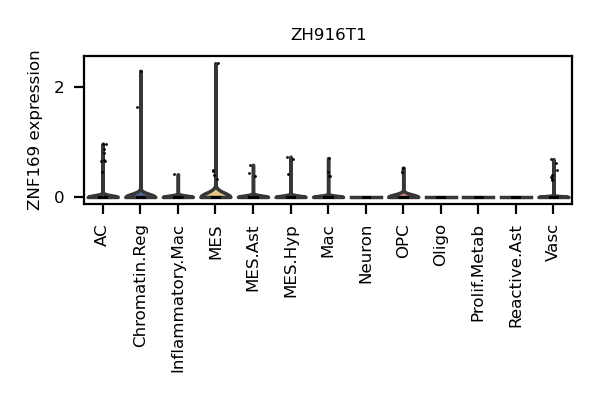 ZH916T1
ZNF169 expression
2
0
AC
Chromatin.Reg
Inflammatory.Mac
MES
MES.Ast
MES.Hyp
Mac
Neuron
OPC
Oligo
Prolif.Metab
Reactive.Ast
Vasc